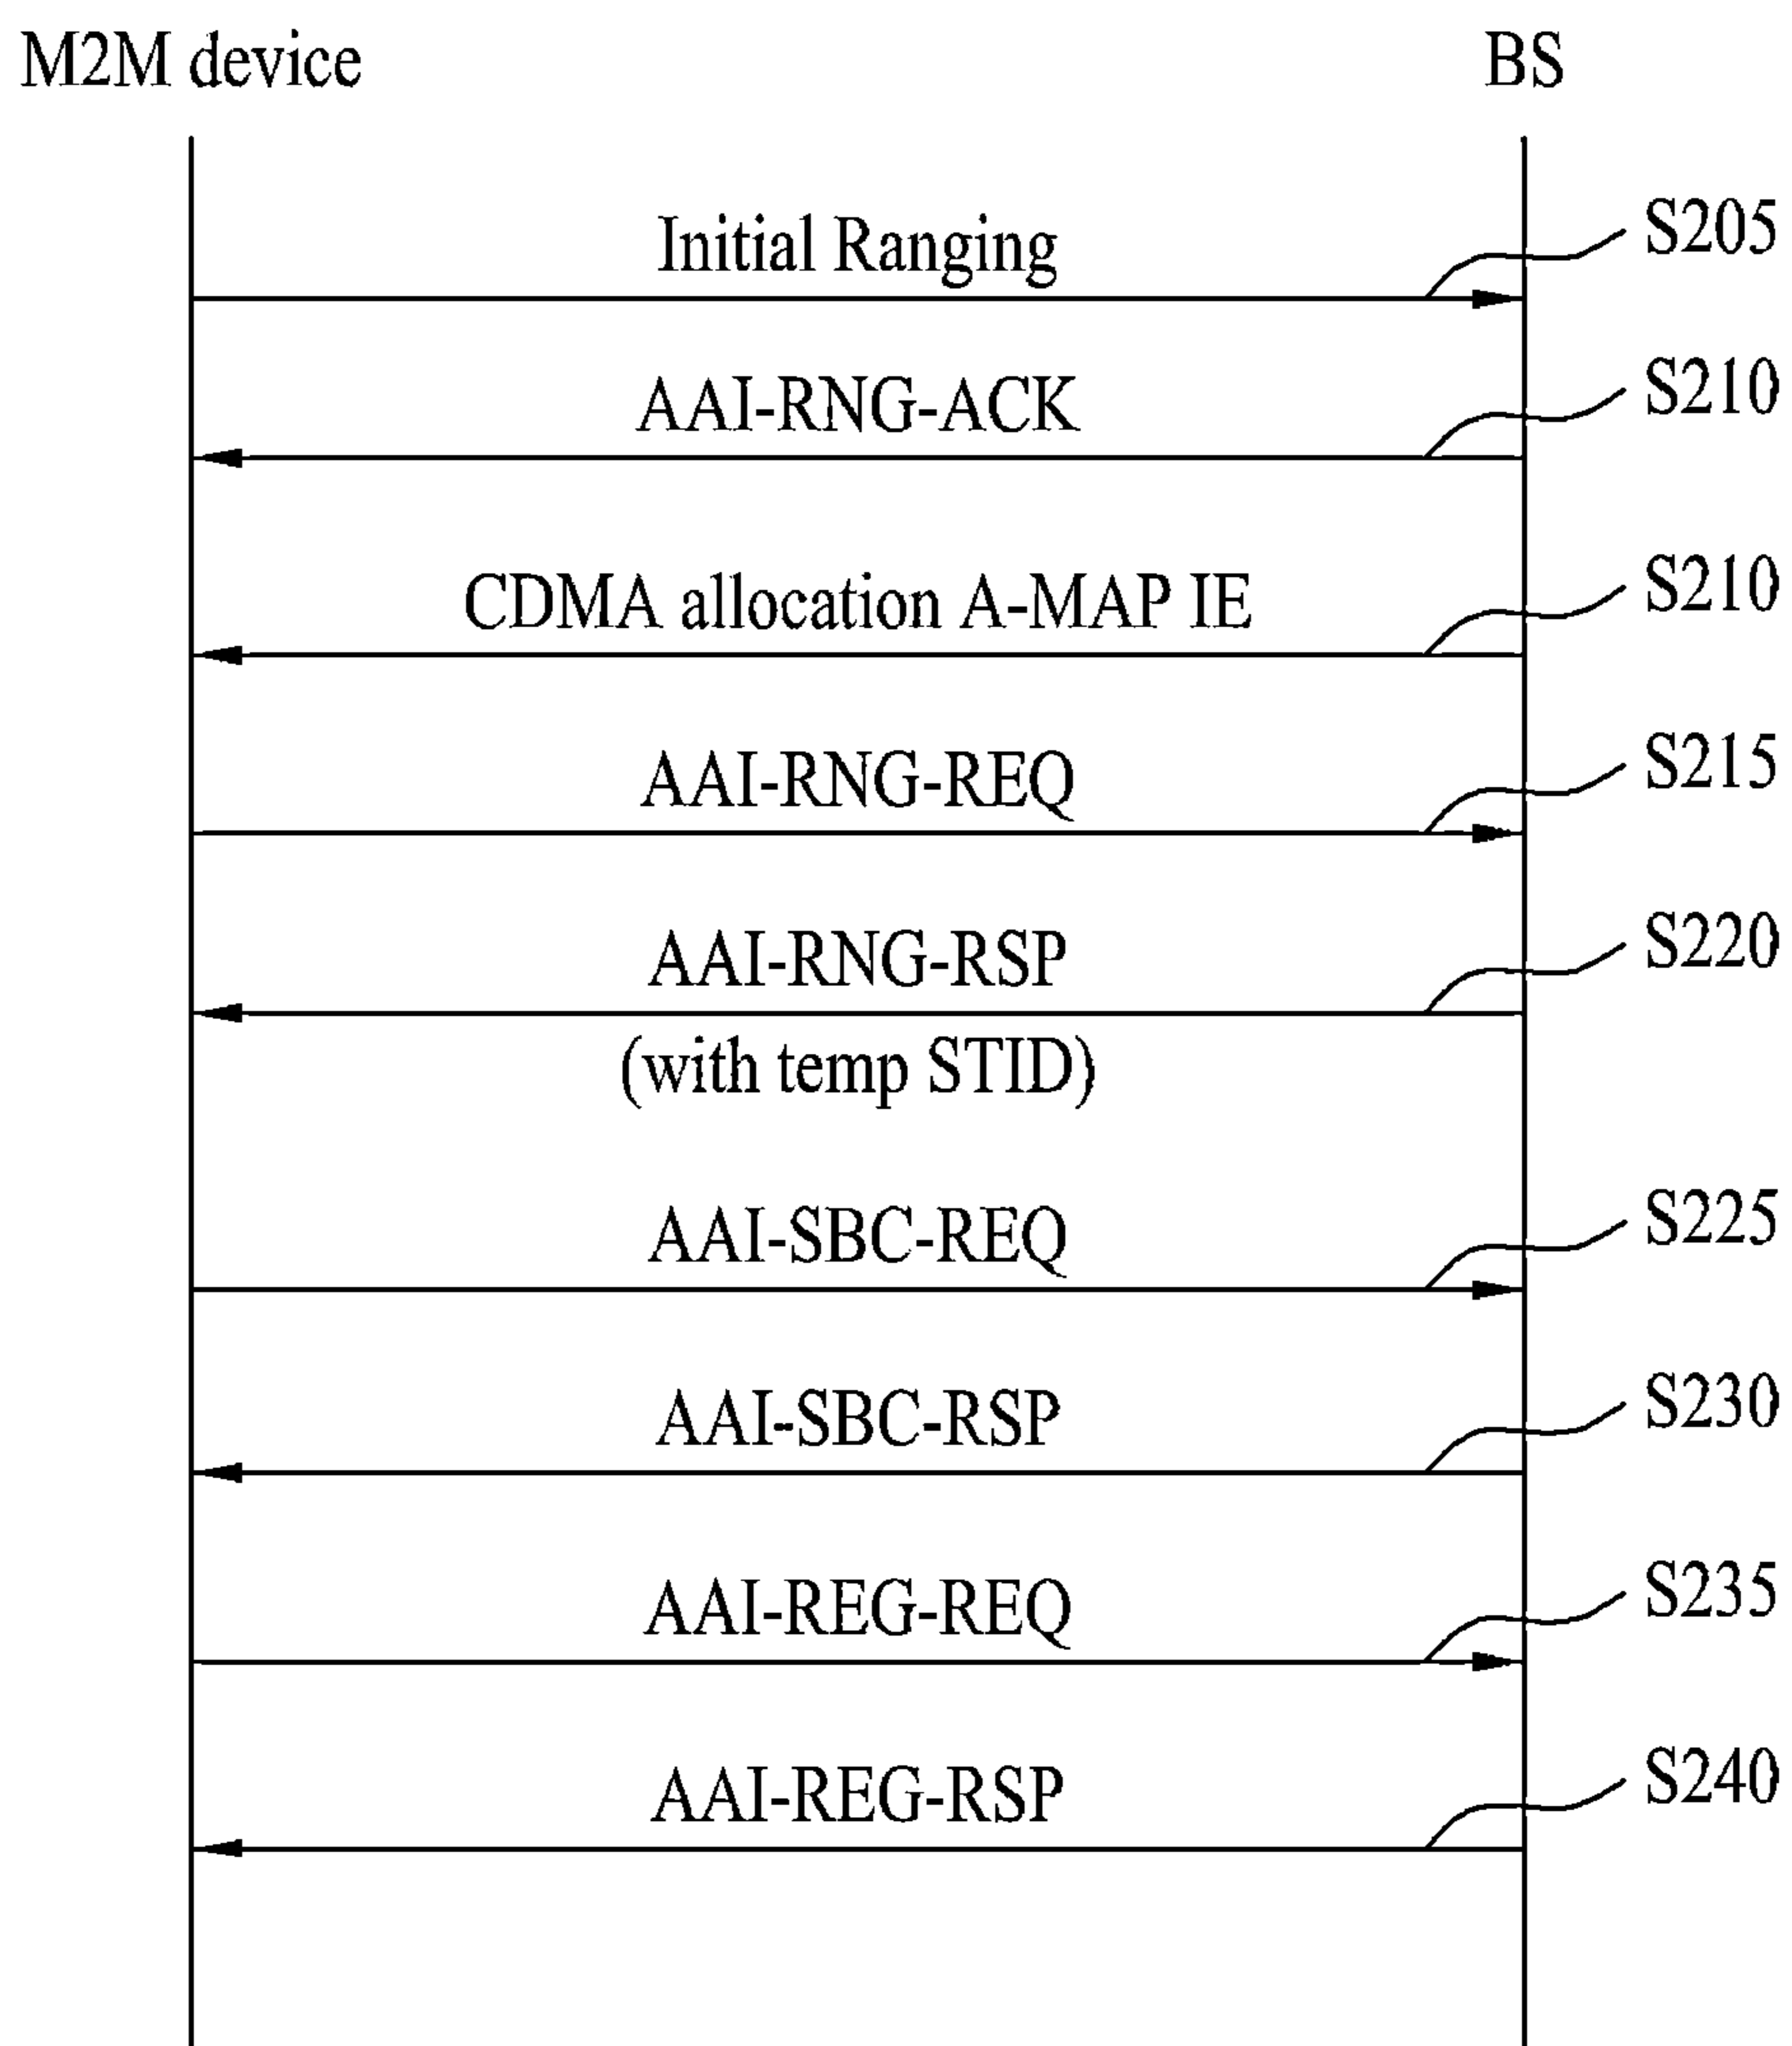 M2M device
BS
Initial Ranging
S205
AAI-RNG-ACK
S210
CDMA allocation A-MAP IE
S210
AAI-RNG-REQ
S215
AAI-RNG-RSP
S220
(with temp STID)
AAI-SBC-REQ
S225
AAI-SBC-RSP
S230
AAI-REG-REQ
S235
AAI-REG-RSP
S240